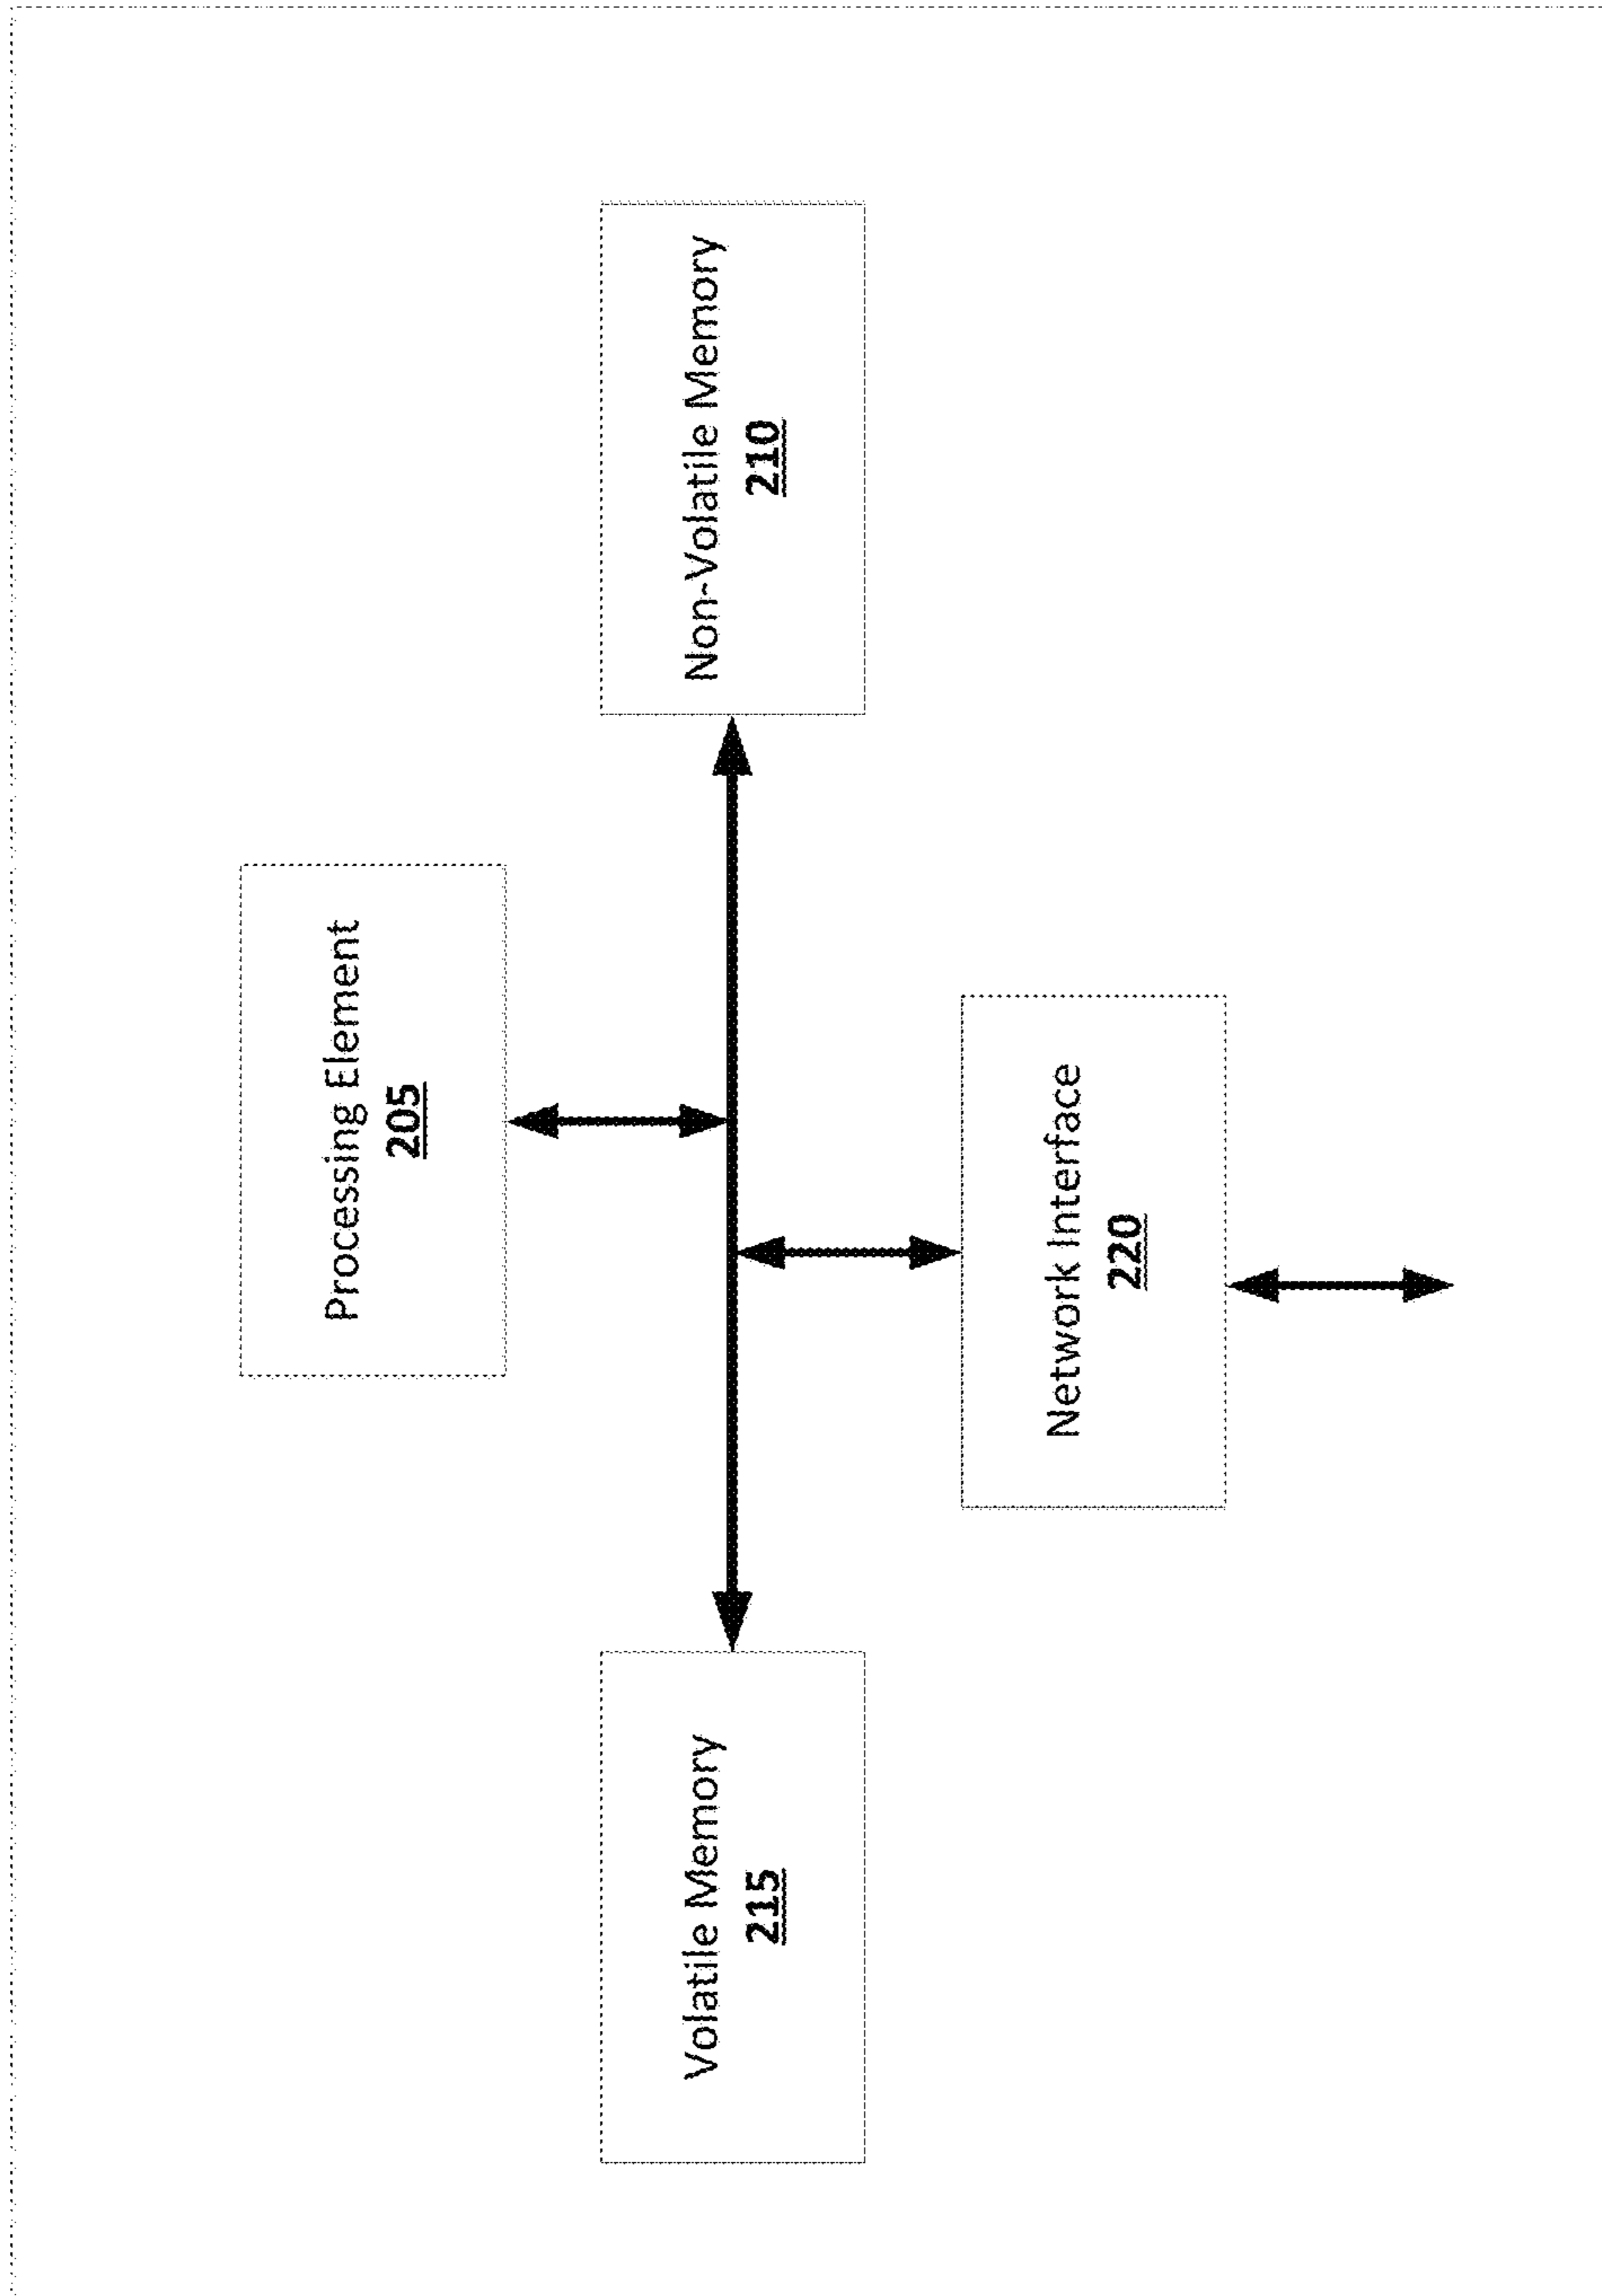 Processing Element
205
Volatile Memory
215
Non-Volatile Memory
210
Network Interface
220